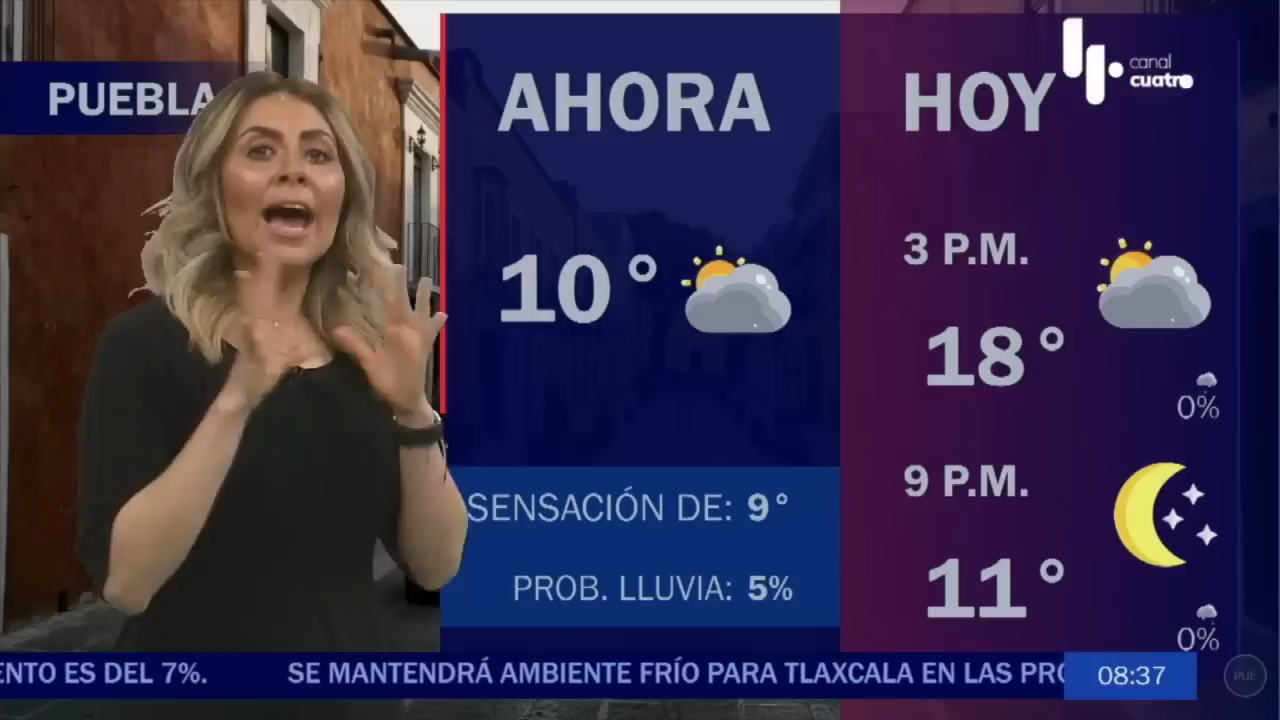 PUEBLA
AHORA
10°
SENSACIÓN DE: 9°
PROB. LLUVIA: 5%
HOY
canal
cuatro
3 P.M.
18°
0%
9 P.M.
11°
0%
ENTO ES DEL 7%. SE MANTENDRÁ AMBIENTE FRÍO PARA TLAXCALA EN LAS PRO
08:37
PUE